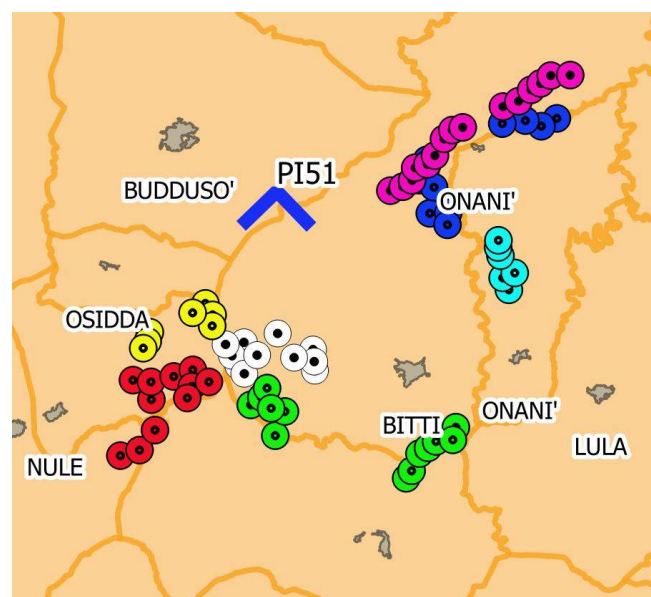 PI51
BUDDUSO'
ONANI'
OSIDDA
ONANI'
BITTI
LULA
NULE